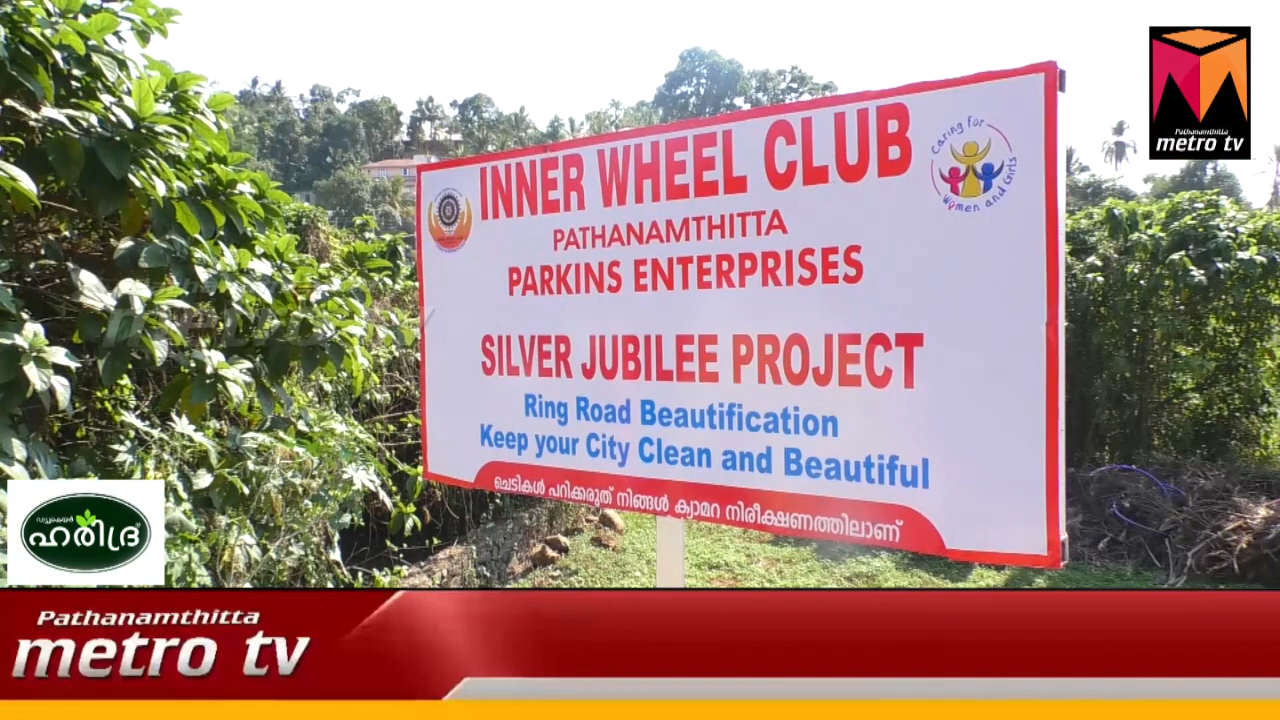 Pathanamthitta
metro tv
INNER WHEEL CLUB
Caring for
Women and Girls
PATHANAMTHITTA
PARKINS ENTERPRISES
SILVER JUBILEE PROJECT
Ring Road Beautification
Keep your City Clean and Beautiful
ചെടികൾ പറിക്കരുത് നിങ്ങൾ ക്യാമറ നിരീക്ഷണത്തിലാണ്
ഹരിദ്ര
Pathanamthitta
metro tv